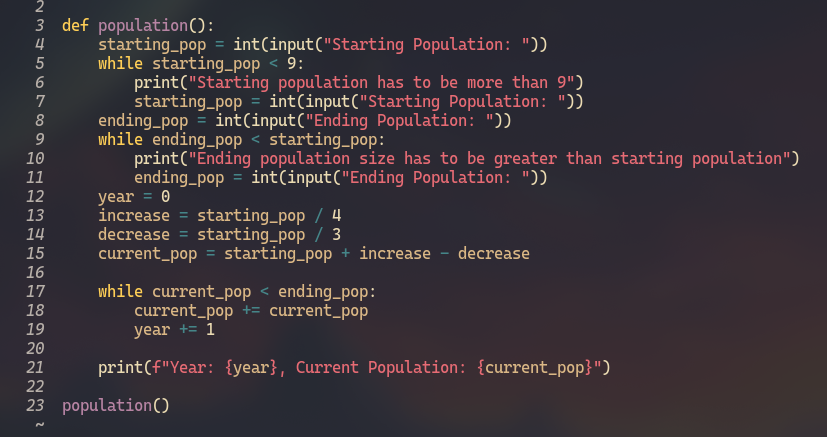 2
3 def population():
4     starting_pop = int(input("Starting Population: "))
5     while starting_pop < 9:
6         print("Starting population has to be more than 9")
7         starting_pop = int(input("Starting Population: "))
8     ending_pop = int(input("Ending Population: "))
9     while ending_pop < starting_pop:
10         print("Ending population size has to be greater than starting population")
11         ending_pop = int(input("Ending Population: "))
12     year = 0
13     increase = starting_pop / 4
14     decrease = starting_pop / 3
15     current_pop = starting_pop + increase - decrease
16
17     while current_pop < ending_pop:
18         current_pop += current_pop
19         year += 1
20
21     print(f"Year: {year}, Current Population: {current_pop}")
22
23 population()
~